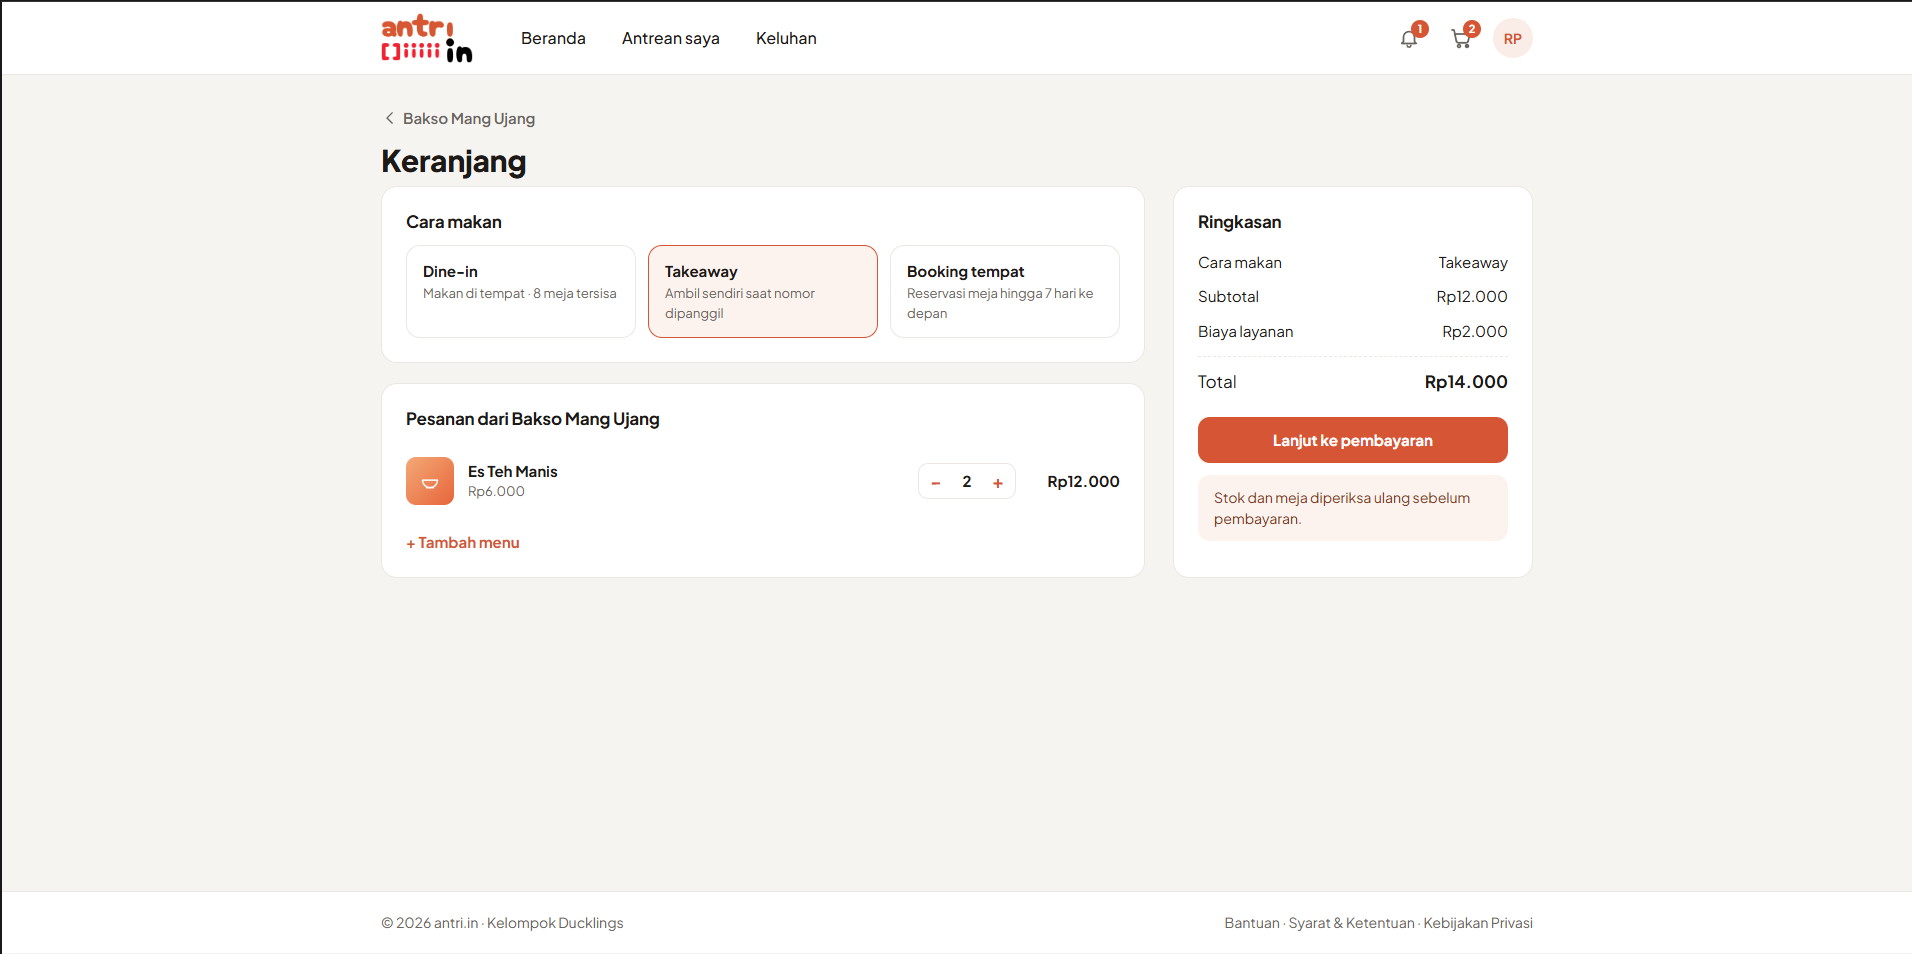 antri
in
Beranda
Antrean saya
Keluhan
1
2
RP
Bakso Mang Ujang
Keranjang
Cara makan
Dine-in
Makan di tempat · 8 meja tersisa
Takeaway
Ambil sendiri saat nomor
dipanggil
Booking tempat
Reservasi meja hingga 7 hari ke
depan
Pesanan dari Bakso Mang Ujang
Es Teh Manis
Rp6.000
− 2 +
Rp12.000
+ Tambah menu
Ringkasan
Cara makan Takeaway
Subtotal Rp12.000
Biaya layanan Rp2.000
Total Rp14.000
Lanjut ke pembayaran
Stok dan meja diperiksa ulang sebelum
pembayaran.
© 2026 antri.in · Kelompok Ducklings
Bantuan · Syarat & Ketentuan · Kebijakan Privasi